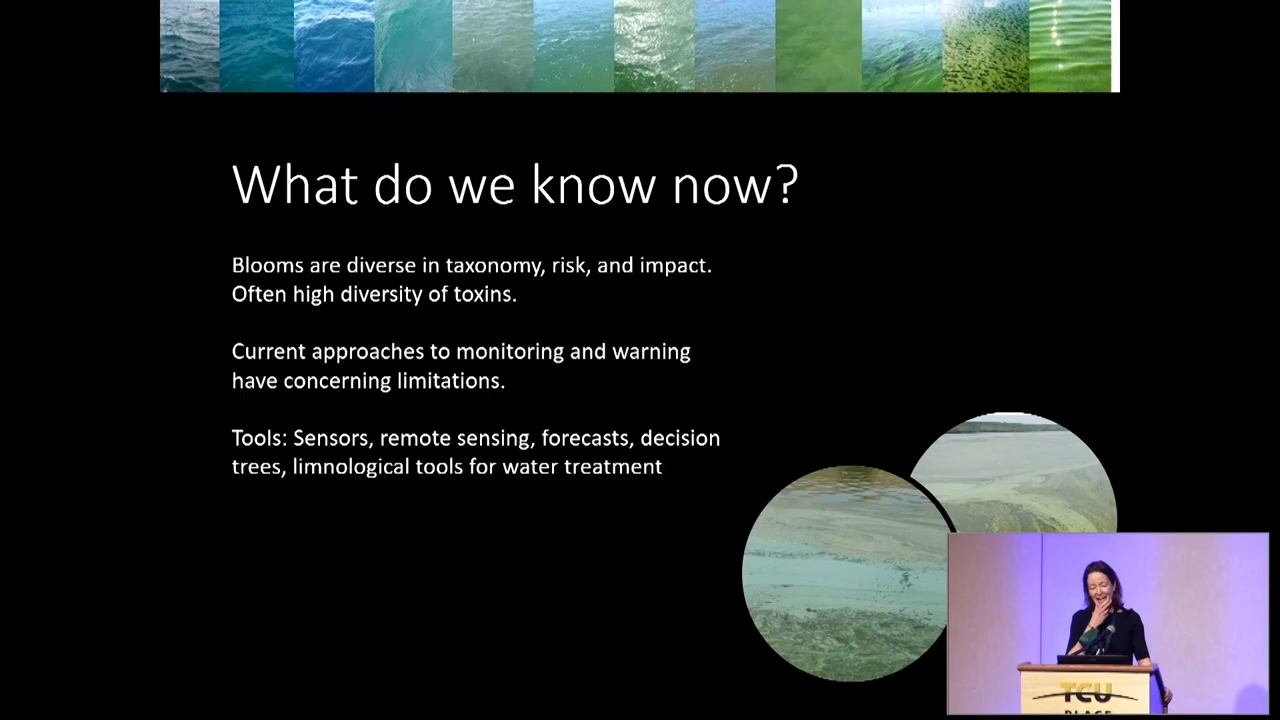 What do we know now?
Blooms are diverse in taxonomy, risk, and impact.
Often high diversity of toxins.
Current approaches to monitoring and warning
have concerning limitations.
Tools: Sensors, remote sensing, forecasts, decision
trees, limnological tools for water treatment
TCU
PLACE